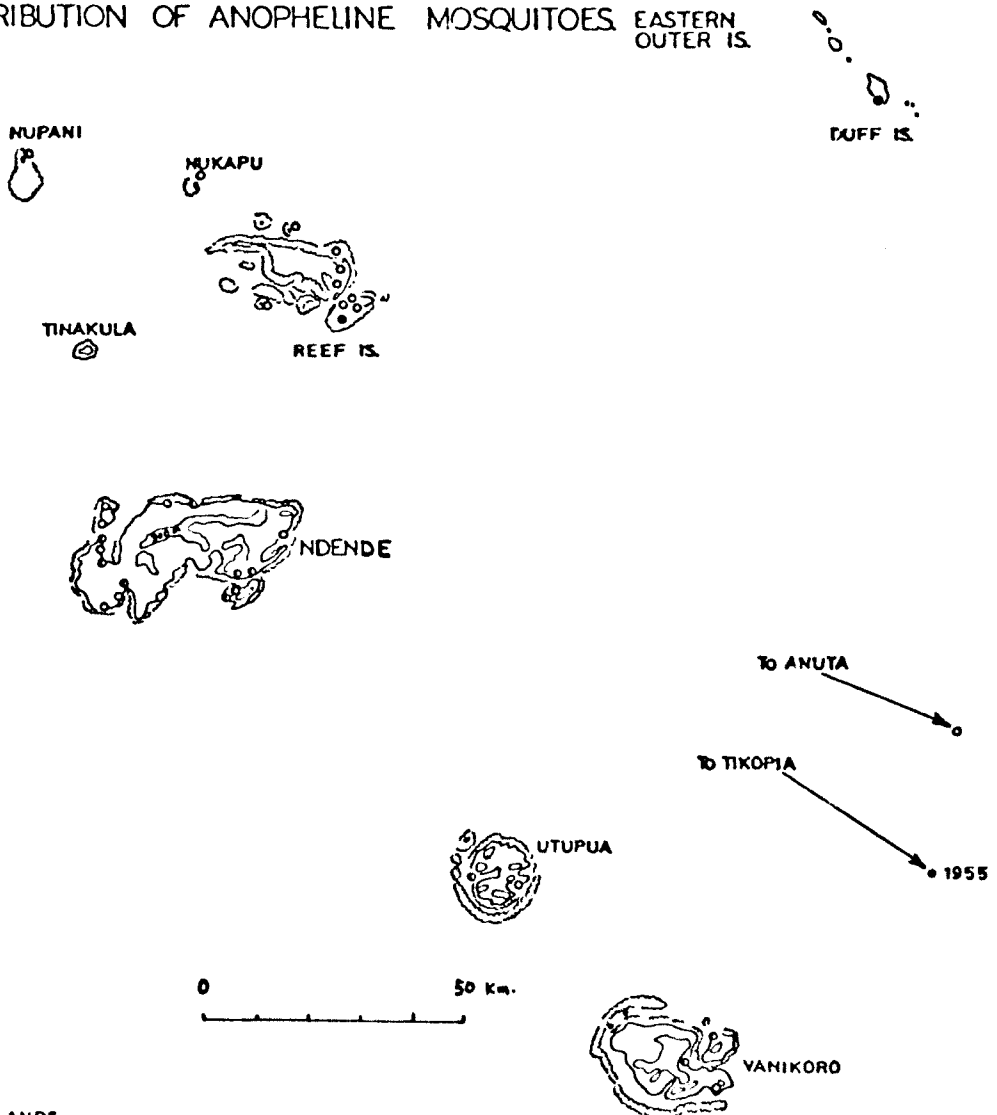 RIBUTION OF ANOPHELINE MOSQUITOES EASTERN
OUTER IS.
DUFF IS.
NUPANI
NUKAPU
TINAKULA
REEF IS.
NDENDE
TO ANUTA
TO TIKOPIA
1955
UTUPUA
0 50 Km.
VANIKORO